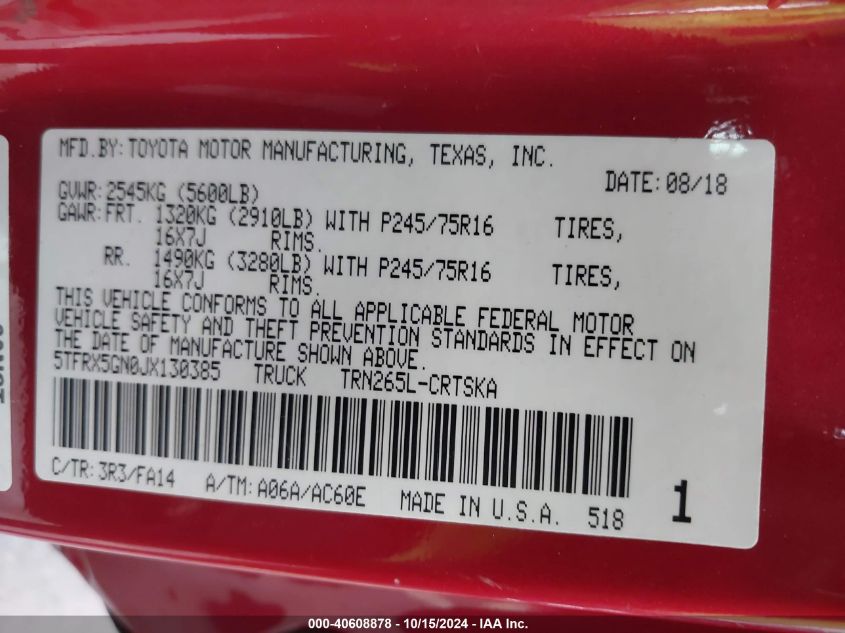 MFD.BY:TOYOTA MOTOR MANUFACTURING, TEXAS, INC.
DATE:08/18
GVWR:2545KG (5600LB)
GAWR:FRT. 1320KG (2910LB) WITH P245/75R16 TIRES,
16X7J RIMS.
RR. 1490KG (3280LB) WITH P245/75R16 TIRES,
16X7J RIMS.
THIS VEHICLE CONFORMS TO ALL APPLICABLE FEDERAL MOTOR
VEHICLE SAFETY AND THEFT PREVENTION STANDARDS IN EFFECT ON
THE DATE OF MANUFACTURE SHOWN ABOVE.
5TFRX5GN0JX130385 TRUCK TRN265L-CRTSKA
C/TR:3R3/FA14 A/TM:A06A/AC60E MADE IN U.S.A. 518 1
000-40608878 - 10/15/2024 - IAA Inc.